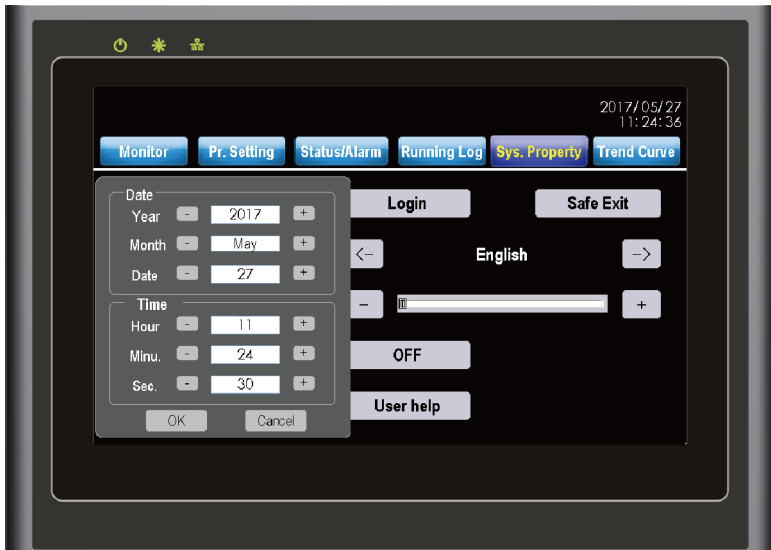 2017/05/27
11:24:36
Monitor Pr. Setting Status/Alarm Running Log Sys. Property Trend Curve
Date
Year - 2017 +
Month - May +
Date - 27 +
Time
Hour - 11 +
Minu. - 24 +
Sec. - 30 +
OK Cancel
Login Safe Exit
<- English ->
- +
OFF
User help